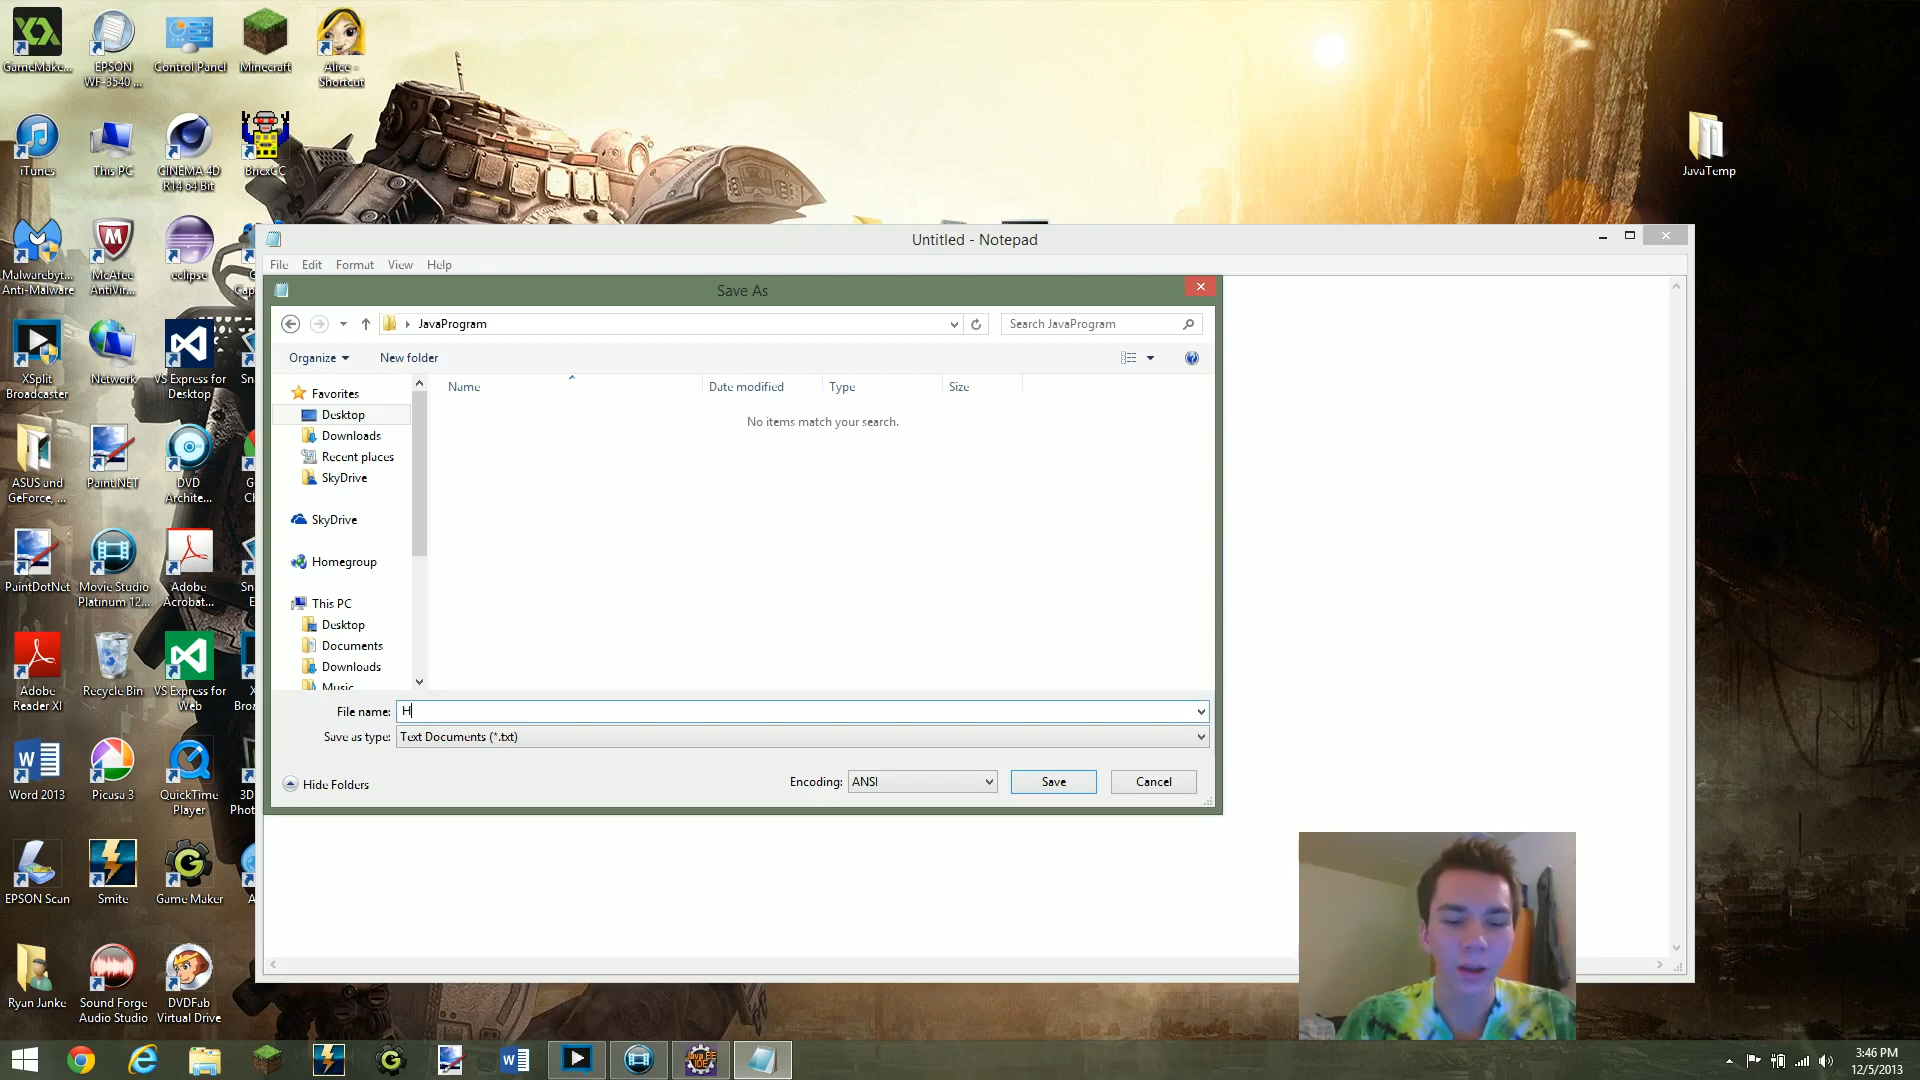 GameMake...
EPSON
WF-3540 ...
Control Panel
Minecraft
Alice -
Shortcut
iTunes
This PC
CINEMA 4D
R14 64 Bit
BricxCC
JavaTemp
Malwarebyt...
Anti-Malware
McAfee
AntiVir...
eclipse
Untitled - Notepad
File Edit Format View Help
Save As
JavaProgram
Search JavaProgram
Organize
New folder
Name
Date modified
Type
Size
No items match your search.
Favorites
Desktop
Downloads
Recent places
SkyDrive
SkyDrive
Homegroup
This PC
Desktop
Documents
Downloads
Music
File name: H
Save as type: Text Documents (*.txt)
Hide Folders
Encoding: ANSI
Save
Cancel
XSplit
Broadcaster
Network
VS Express for
Desktop
ASUS and
GeForce, ...
Paint.NET
DVD
Archite...
PaintDotNet
Movie Studio
Platinum 12...
Adobe
Acrobat...
Adobe
Reader XI
Recycle Bin
VS Express for
Web
Word 2013
Picasa 3
QuickTime
Player
EPSON Scan
Smite
Game Maker
Ryan Janke
Sound Forge
Audio Studio
DVDFab
Virtual Drive
Java EE
IDE
3:46 PM
12/5/2013